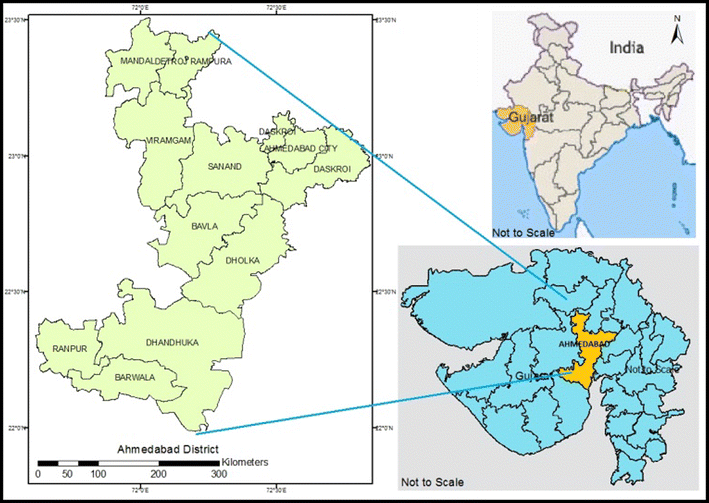 72°0'E
72°30'E
23°30'N
23°30'N
MANDAL
DETROJ RAMPURA
VIRAMGAM
DASKROI
AHMEDABAD CITY
SANAND
DASKROI
23°0'N
23°0'N
BAVLA
DHOLKA
22°30'N
22°30'N
DHANDHUKA
RANPUR
BARWALA
22°0'N
22°0'N
Ahmedabad District
Kilometers
0 50 100 200 300
72°0'E
72°30'E
N
India
Gujarat
Not to Scale
AHMEDABAD
Not to Scale
Not to Scale